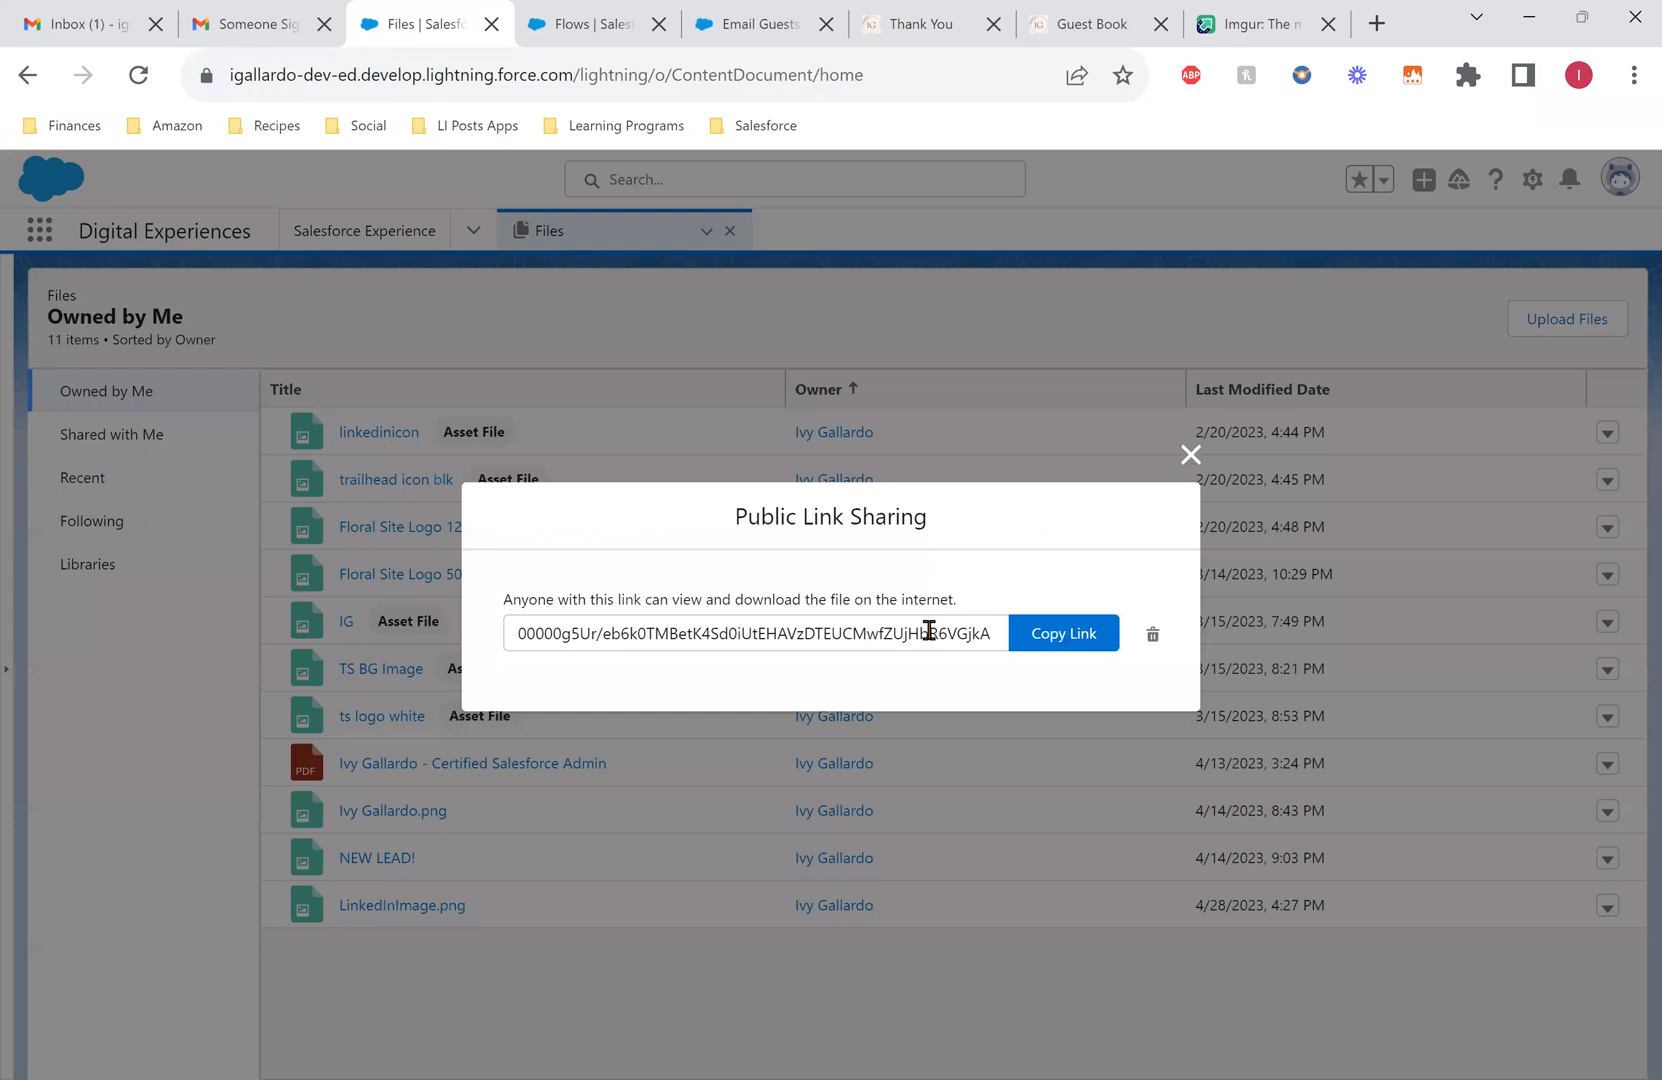 Inbox (1) - ig
Someone Sig
Files | Salesfo
Flows | Sales
Email Guests
Thank You
Guest Book
Imgur: The m
igallardo-dev-ed.develop.lightning.force.com/lightning/o/ContentDocument/home
ABP
I
Finances
Amazon
Recipes
Social
LI Posts Apps
Learning Programs
Salesforce
Search...
Digital Experiences
Salesforce Experience
Files
Files
Owned by Me
11 items • Sorted by Owner
Upload Files
Owned by Me
Shared with Me
Recent
Following
Libraries
Title
Owner
Last Modified Date
linkedinicon Asset File Ivy Gallardo 2/20/2023, 4:44 PM
trailhead icon blk Asset File Ivy Gallardo 2/20/2023, 4:45 PM
Floral Site Logo 12 2/20/2023, 4:48 PM
Floral Site Logo 50 3/14/2023, 10:29 PM
IG Asset File 3/15/2023, 7:49 PM
TS BG Image As 3/15/2023, 8:21 PM
ts logo white Asset File Ivy Gallardo 3/15/2023, 8:53 PM
PDF Ivy Gallardo - Certified Salesforce Admin Ivy Gallardo 4/13/2023, 3:24 PM
Ivy Gallardo.png Ivy Gallardo 4/14/2023, 8:43 PM
NEW LEAD! Ivy Gallardo 4/14/2023, 9:03 PM
LinkedInImage.png Ivy Gallardo 4/28/2023, 4:27 PM
Public Link Sharing
Anyone with this link can view and download the file on the internet.
00000g5Ur/eb6k0TMBetK4Sd0iUtEHAVzDTEUCMwfZUjHbR6VGjkA
Copy Link